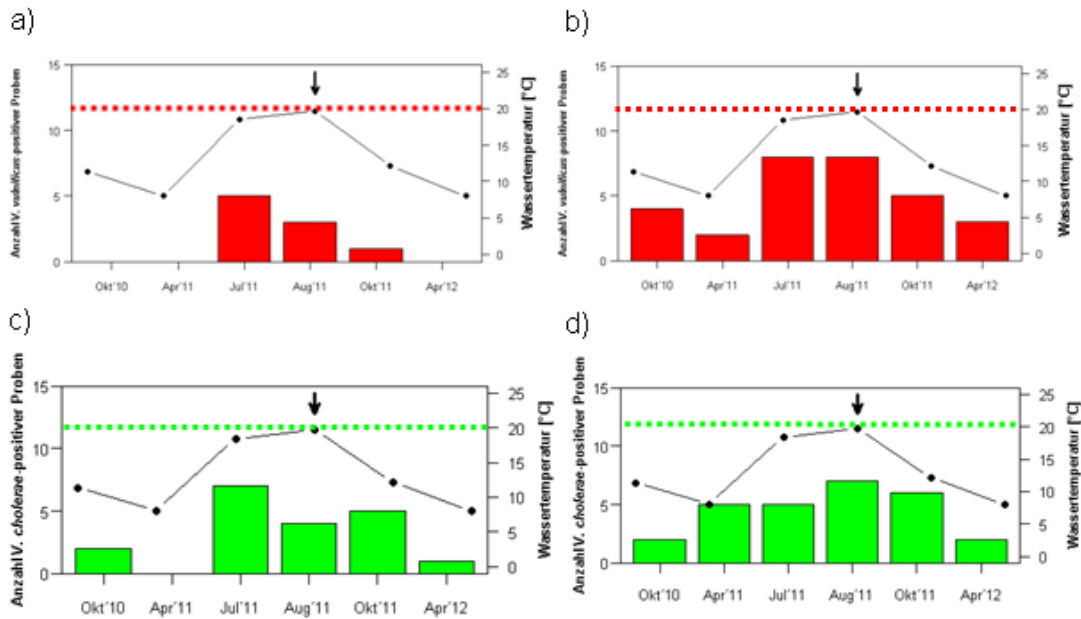 a)
Anzahl V. vulnificus-positiver Proben
15
10
5
0
25
20
15
10
5
0
Wassertemperatur [°C]
Okt'10 Apr'11 Jul'11 Aug'11 Okt'11 Apr'12
b)
Anzahl V. vulnificus-positiver Proben
15
10
5
0
25
20
15
10
5
0
Wassertemperatur [°C]
Okt'10 Apr'11 Jul'11 Aug'11 Okt'11 Apr'12
c)
Anzahl V. cholerae-positiver Proben
15
10
5
0
25
20
15
10
5
0
Wassertemperatur [°C]
Okt'10 Apr'11 Jul'11 Aug'11 Okt'11 Apr'12
d)
Anzahl V. cholerae-positiver Proben
15
10
5
0
25
20
15
10
5
0
Wassertemperatur [°C]
Okt'10 Apr'11 Jul'11 Aug'11 Okt'11 Apr'12